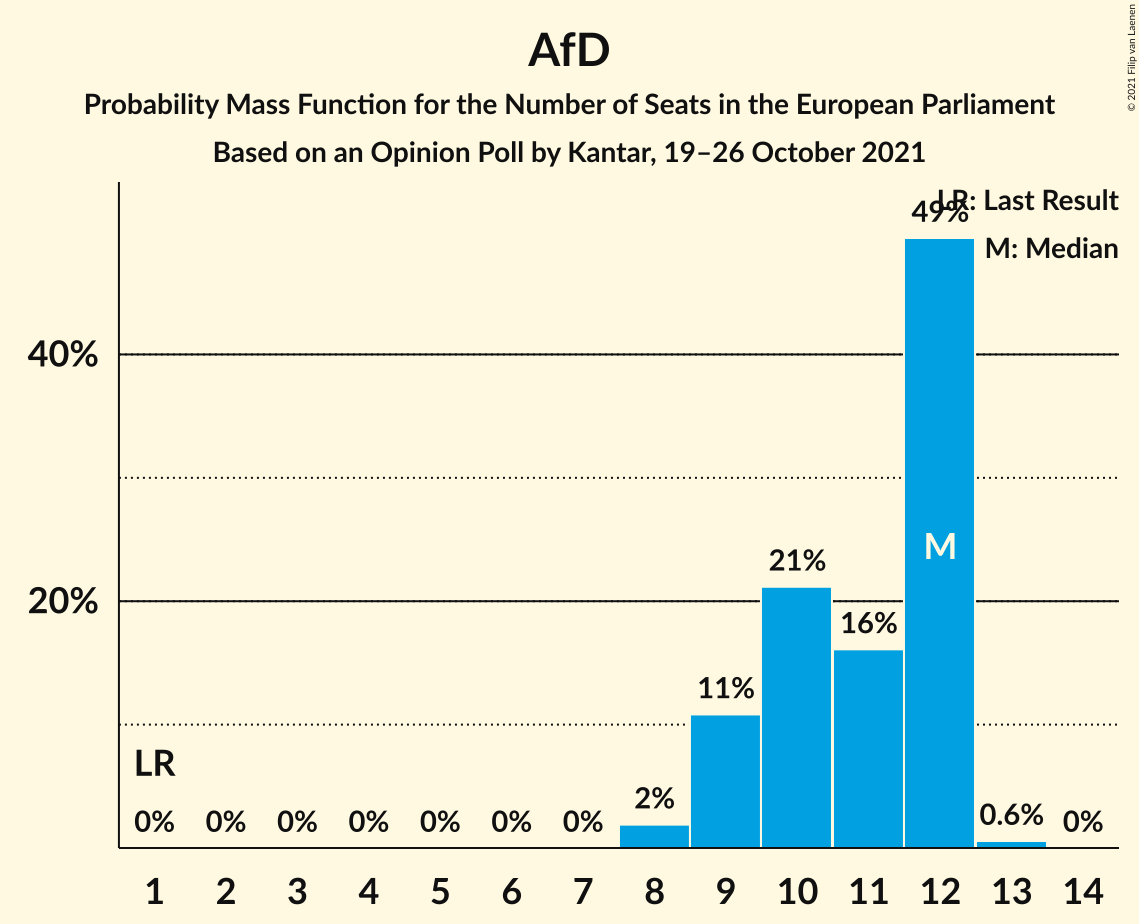 AfD
Probability Mass Function for the Number of Seats in the European Parliament
Based on an Opinion Poll by Kantar, 19–26 October 2021
© 2021 Filip van Laenen
LR: Last Result
M: Median
49%
40%
M
21%
20%
16%
11%
LR
2%
0% 0% 0% 0% 0% 0% 0% 0.6% 0%
1 2 3 4 5 6 7 8 9 10 11 12 13 14